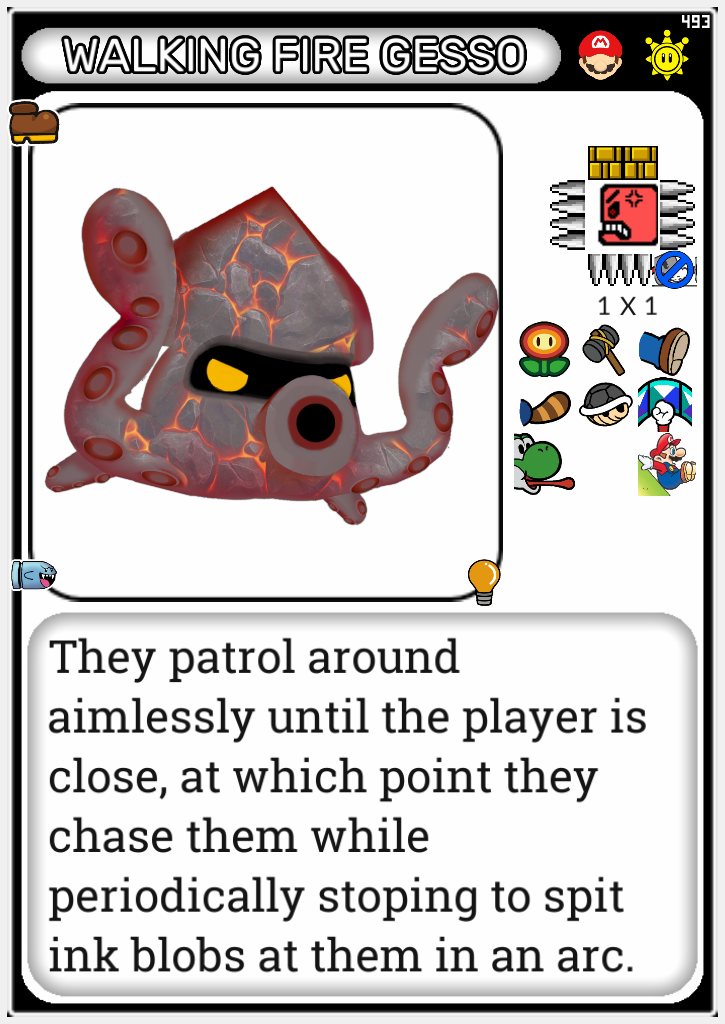 493
WALKING FIRE GESSO
1 X 1
They patrol around
aimlessly until the player is
close, at which point they
chase them while
periodically stoping to spit
ink blobs at them in an arc.